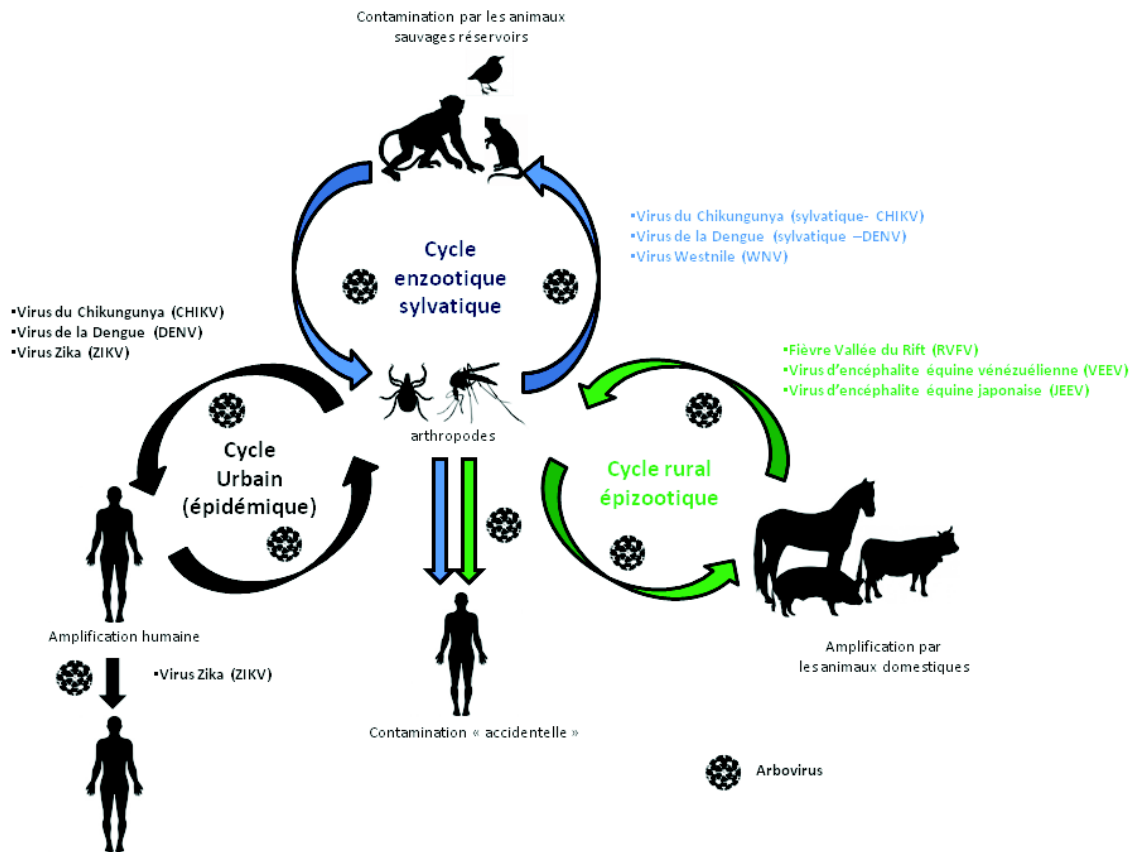 Contamination par les animaux
sauvages réservoirs
▪Virus du Chikungunya (sylvatique- CHIKV)
▪Virus de la Dengue (sylvatique –DENV)
▪Virus Westnile (WNV)
Cycle
enzootique
sylvatique
▪Virus du Chikungunya (CHIKV)
▪Virus de la Dengue (DENV)
▪Virus Zika (ZIKV)
▪Fièvre Vallée du Rift (RVFV)
▪Virus d'encéphalite équine vénézuélienne (VEEV)
▪Virus d'encéphalite équine japonaise (JEEV)
arthropodes
Cycle
Urbain
(épidémique)
Cycle rural
épizootique
Amplification humaine
▪Virus Zika (ZIKV)
Amplification par
les animaux domestiques
Contamination « accidentelle »
Arbovirus